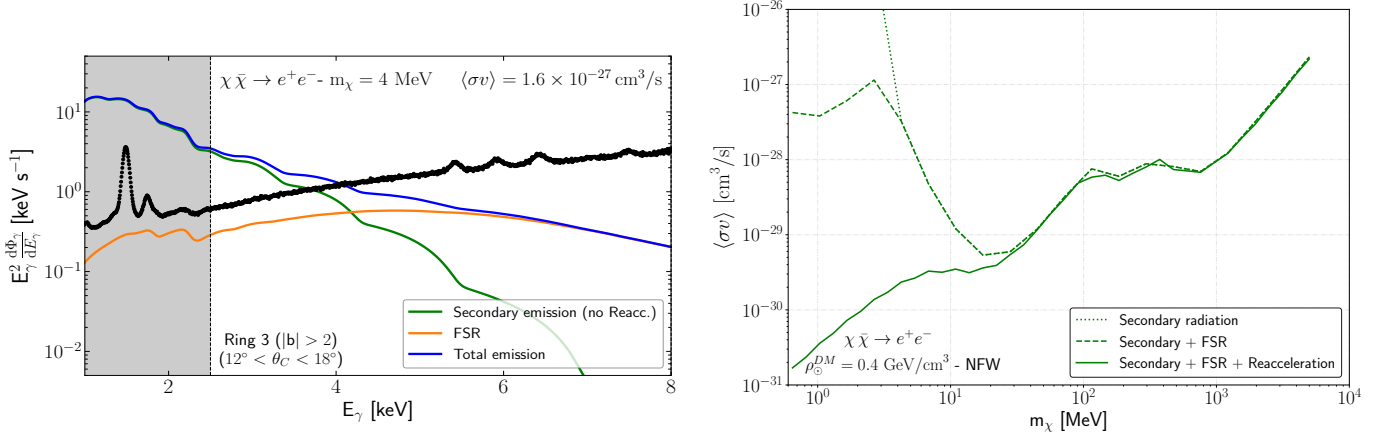 χ χ̄ → e⁺e⁻ - m_χ = 4 MeV ⟨σv⟩ = 1.6 × 10⁻²⁷ cm³/s
E²_γ dΦ_γ/dE_γ [keV s⁻¹]
10¹
10⁰
10⁻¹
10⁻²
Secondary emission (no Reacc.)
FSR
Total emission
Ring 3 (|b| > 2)
(12° < θ_C < 18°)
2 4 6 8
E_γ [keV]
⟨σv⟩ [cm³/s]
10⁻²⁶
10⁻²⁷
10⁻²⁸
10⁻²⁹
10⁻³⁰
10⁻³¹
χ χ̄ → e⁺e⁻
ρ_⊙^{DM} = 0.4 GeV/cm³ - NFW
Secondary radiation
Secondary + FSR
Secondary + FSR + Reacceleration
10⁰ 10¹ 10² 10³ 10⁴
m_χ [MeV]